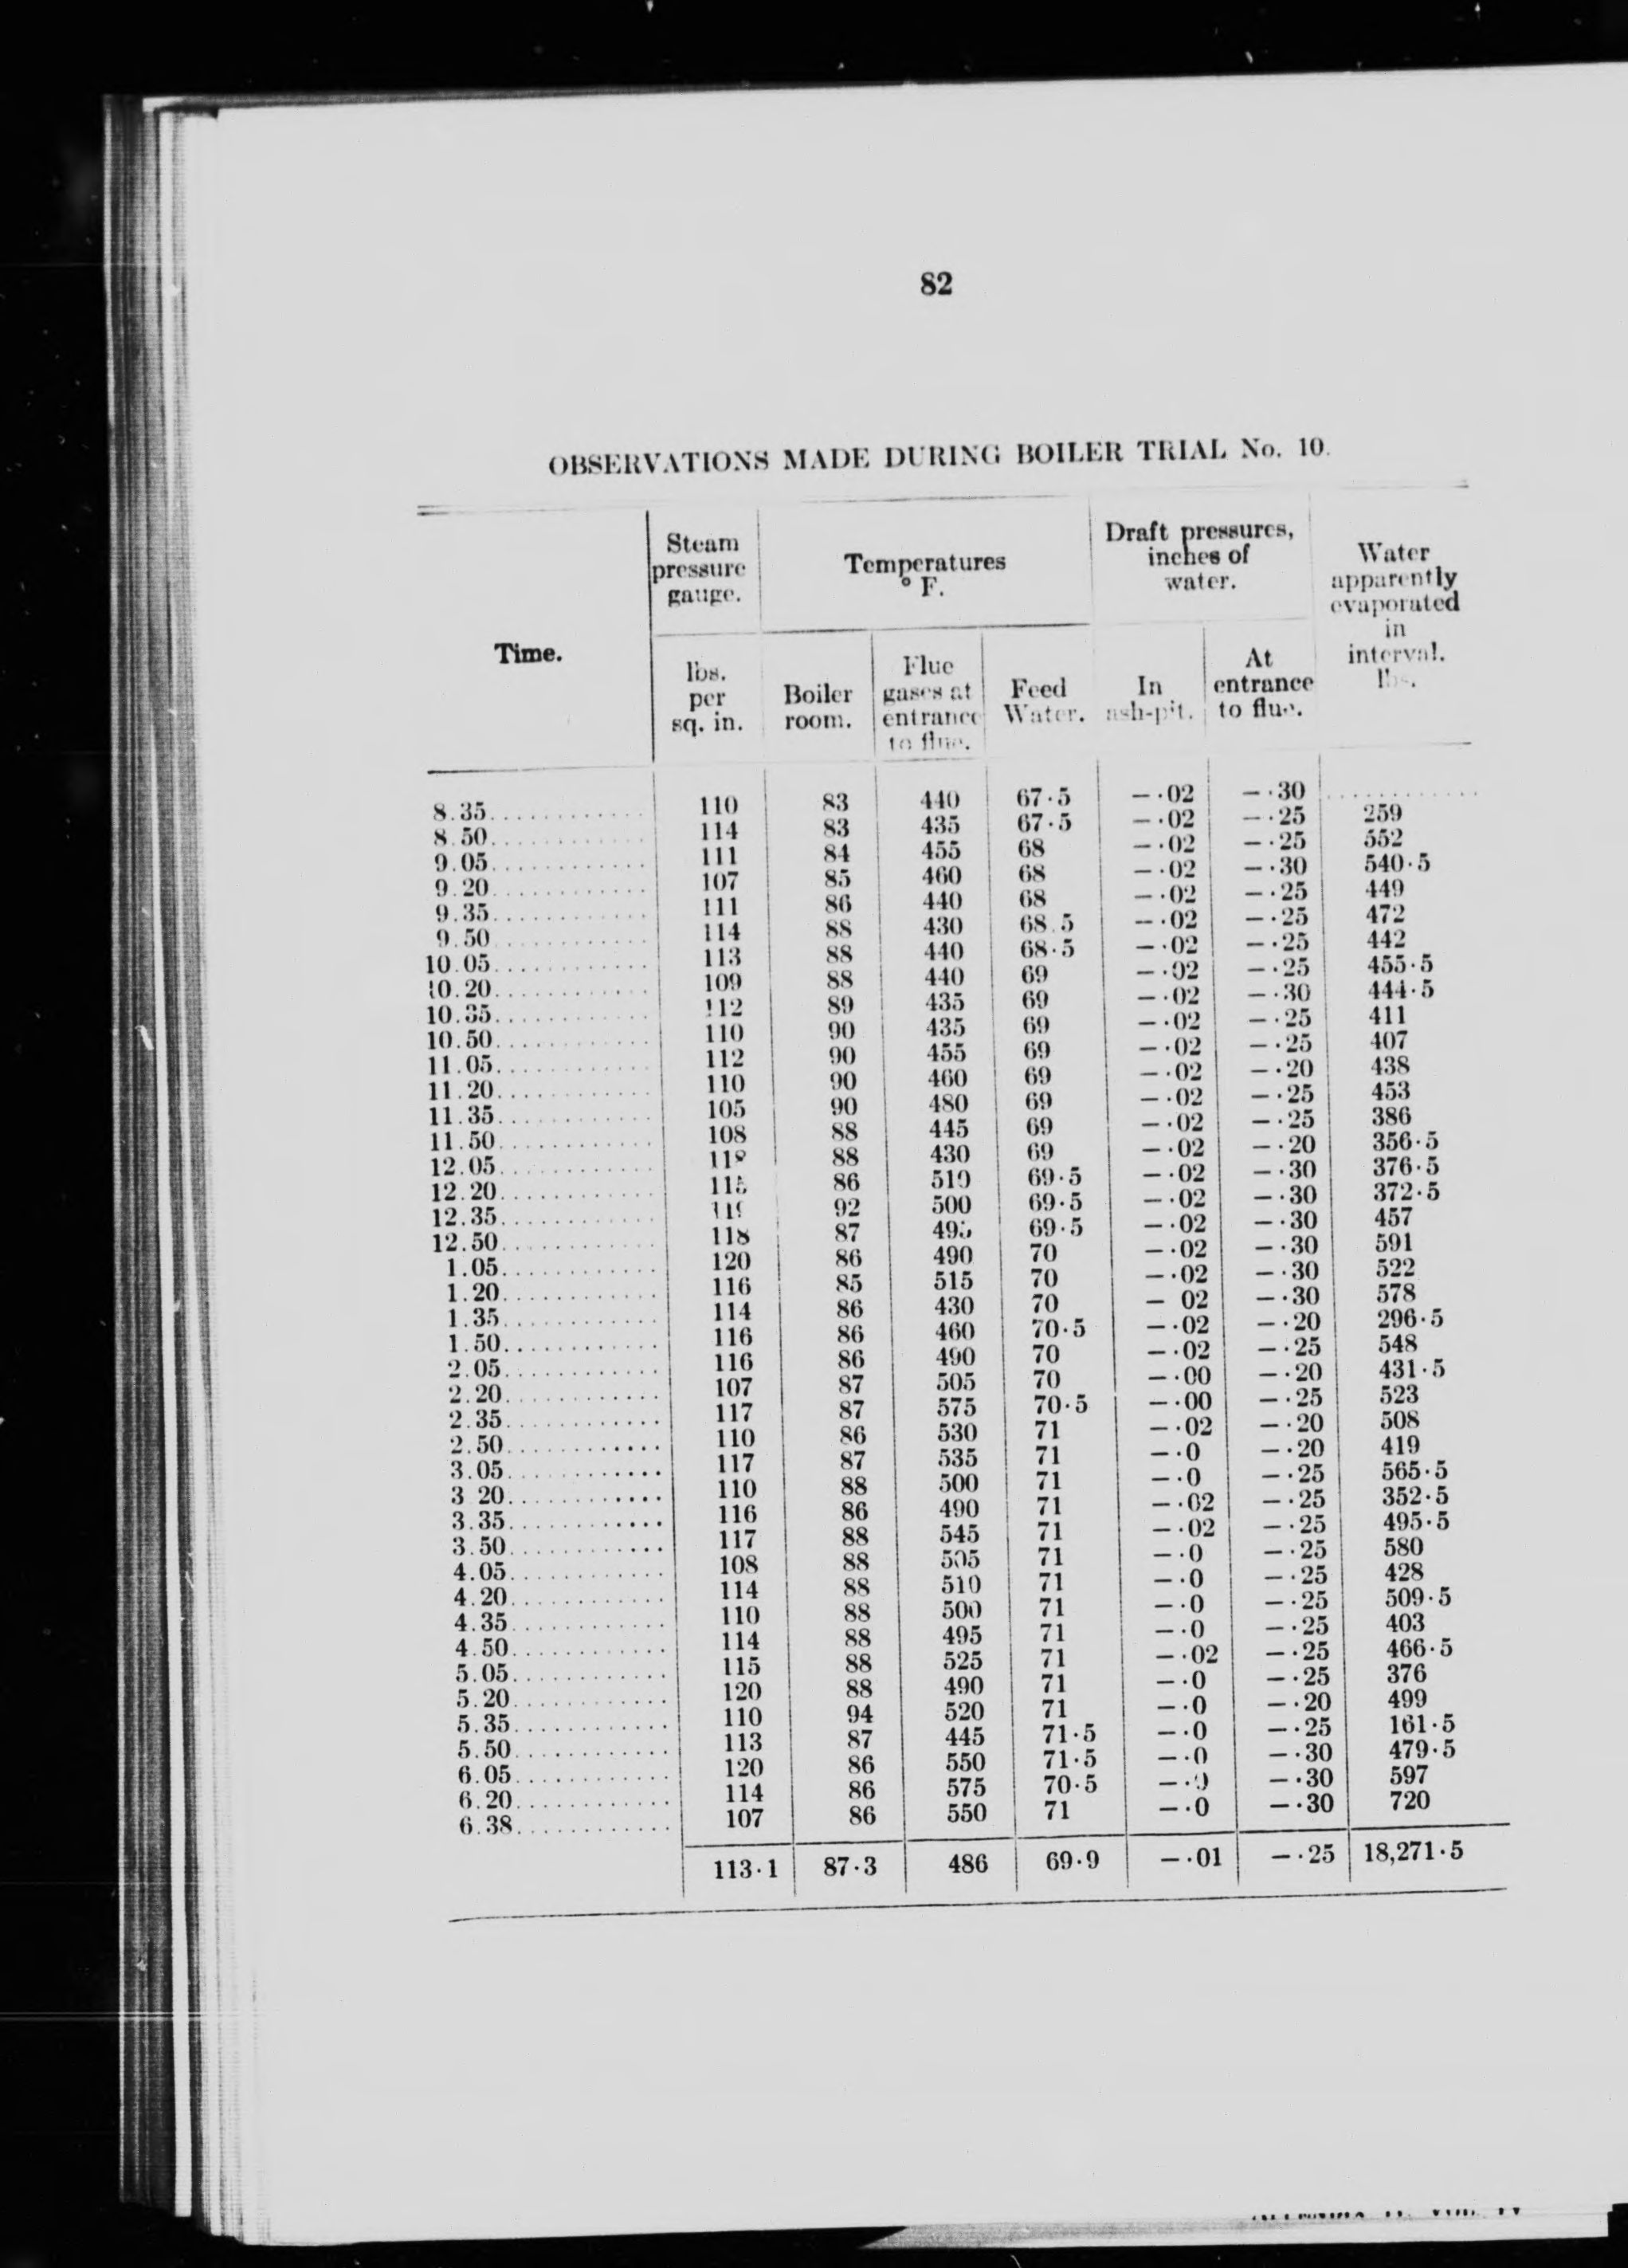 82
OBSERVATIONS MADE DURING BOILER TRIAL No. 10.
Time. Steam pressure gauge. Temperatures ° F. Draft pressures, inches of water. Water apparently evaporated in interval. lbs.
lbs. per sq. in. Boiler room. Flue gases at entrance to flue. Feed Water. In ash-pit. At entrance to flue.
8.35............ 110 83 440 67·5 —·02 —·30 ............
8.50............ 114 83 435 67·5 —·02 —·25 259
9.05............ 111 84 455 68 —·02 —·25 552
9.20............ 107 85 460 68 —·02 —·30 540·5
9.35............ 111 86 440 68 —·02 —·25 449
9.50............ 114 88 430 68.5 —·02 —·25 472
10.05............ 113 88 440 68·5 —·02 —·25 442
10.20............ 109 88 440 69 —·02 —·25 455·5
10.35............ 112 89 435 69 —·02 —·30 444·5
10.50............ 110 90 435 69 —·02 —·25 411
11.05............ 112 90 455 69 —·02 —·25 407
11.20............ 110 90 460 69 —·02 —·20 438
11.35............ 105 90 480 69 —·02 —·25 453
11.50............ 108 88 445 69 —·02 —·25 386
12.05............ 88 430 69 —·02 —·20 356·5
12.20............ 115 86 510 69·5 —·02 —·30 376·5
12.35............ 92 500 69·5 —·02 —·30 372·5
12.50............ 118 87 495 69·5 —·02 —·30 457
1.05............ 120 86 490 70 —·02 —·30 591
1.20............ 116 85 515 70 —·02 —·30 522
1.35............ 114 86 430 70 — 02 —·30 578
1.50............ 116 86 460 70·5 —·02 —·20 296·5
2.05............ 116 86 490 70 —·02 —·25 548
2.20............ 107 87 505 70 —·00 —·20 431·5
2.35............ 117 87 575 70·5 —·00 —·25 523
2.50............ 110 86 530 71 —·02 —·20 508
3.05............ 117 87 535 71 —·0 —·20 419
3 20............ 110 88 500 71 —·0 —·25 565·5
3.35............ 116 86 490 71 —·02 —·25 352·5
3.50............ 117 88 545 71 —·02 —·25 495·5
4.05............ 108 88 505 71 —·0 —·25 580
4.20............ 114 88 510 71 —·0 —·25 428
4.35............ 110 88 500 71 —·0 —·25 509·5
4.50............ 114 88 495 71 —·0 —·25 403
5.05............ 115 88 525 71 —·02 —·25 466·5
5.20............ 120 88 490 71 —·0 —·25 376
5.35............ 110 94 520 71 —·0 —·20 499
5.50............ 113 87 445 71·5 —·0 —·25 161·5
6.05............ 120 86 550 71·5 —·0 —·30 479·5
6.20............ 114 86 575 70·5 —·0 —·30 597
6.38............ 107 86 550 71 —·0 —·30 720
113·1 87·3 486 69·9 —·01 —·25 18,271·5